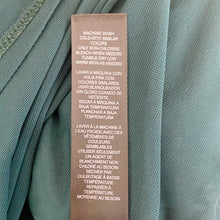 MACHINE WASH
COLD WITH SIMILAR
COLORS
ONLY NON-CHLORINE
BLEACH WHEN NEEDED
TUMBLE DRY LOW
WARM IRON AS NEEDED
LAVAR A MÁQUINA CON
AGUA FRÍA CON
COLORES SIMILARES
USAR BLANQUEADOR
SIN CLORO CUANDO SE
NECESITE
SECAR A MÁQUINA A
BAJA TEMPERATURA
PLANCHAR A BAJA
TEMPERATURA
LAVER À LA MACHINE À
L'EAU FROIDE AVEC DES
VÊTEMENTS DE
COULEURS
SEMBLABLES
UTILISER SEULEMENT
UN AGENT DE
BLANCHIMENT NON
CHLORÉ AU BESOIN
SÉCHER PAR
CULBUTAGE À BASSE
TEMPÉRATURE
REPASSER À
TEMPÉRATURE
MOYENNE AU BESOIN